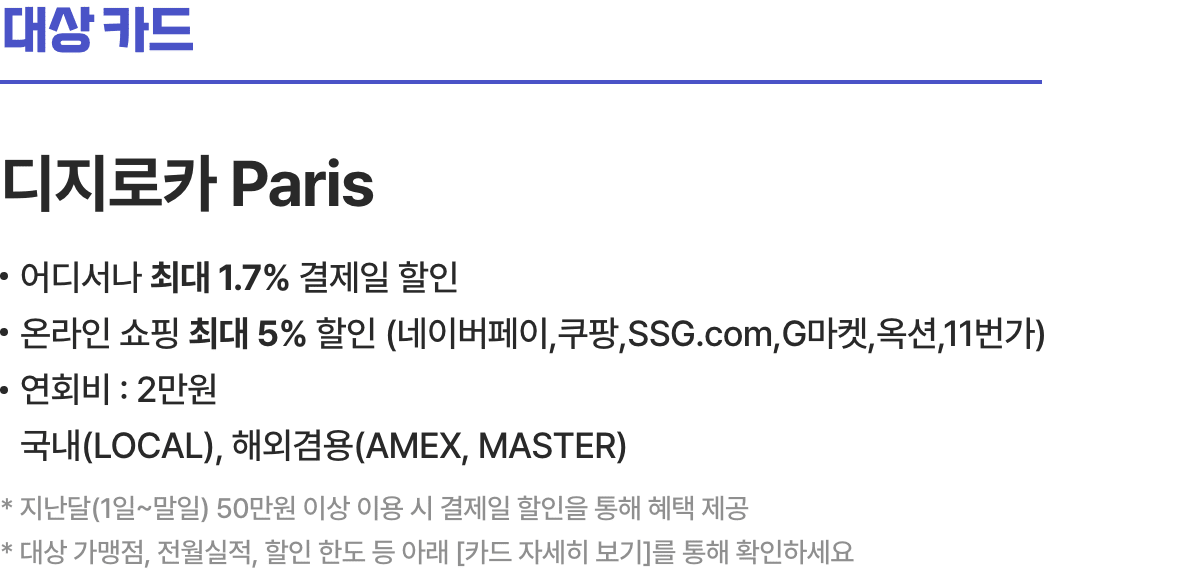 대상 카드
디지로카 Paris
• 어디서나 최대 1.7% 결제일 할인
• 온라인 쇼핑 최대 5% 할인 (네이버페이,쿠팡,SSG.com,G마켓,옥션,11번가)
• 연회비 : 2만원
국내(LOCAL), 해외겸용(AMEX, MASTER)
* 지난달(1일~말일) 50만원 이상 이용 시 결제일 할인을 통해 혜택 제공
* 대상 가맹점, 전월실적, 할인 한도 등 아래 [카드 자세히 보기]를 통해 확인하세요